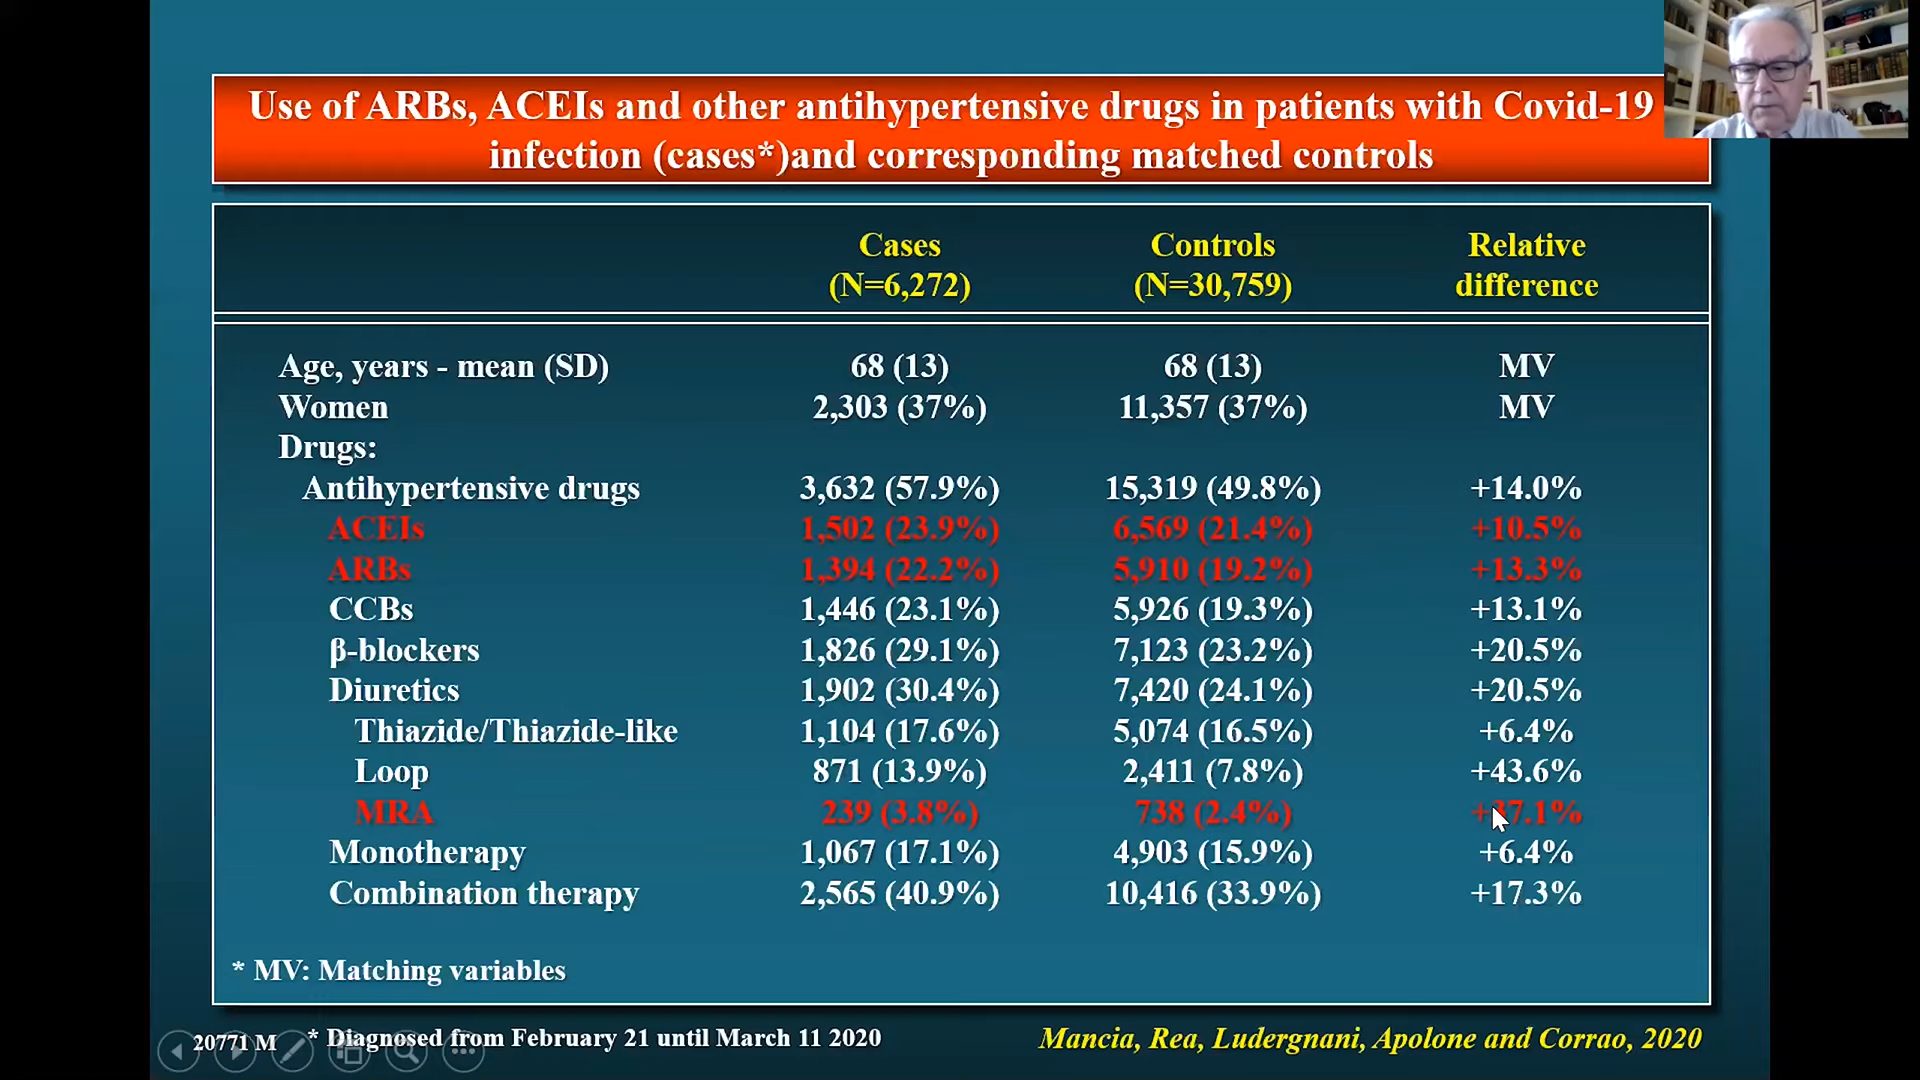 Use of ARBs, ACEIs and other antihypertensive drugs in patients with Covid-19
infection (cases*)and corresponding matched controls
Cases Controls Relative
(N=6,272) (N=30,759) difference
Age, years - mean (SD) 68 (13) 68 (13) MV
Women 2,303 (37%) 11,357 (37%) MV
Drugs:
Antihypertensive drugs 3,632 (57.9%) 15,319 (49.8%) +14.0%
ACEIs 1,502 (23.9%) 6,569 (21.4%) +10.5%
ARBs 1,394 (22.2%) 5,910 (19.2%) +13.3%
CCBs 1,446 (23.1%) 5,926 (19.3%) +13.1%
β-blockers 1,826 (29.1%) 7,123 (23.2%) +20.5%
Diuretics 1,902 (30.4%) 7,420 (24.1%) +20.5%
Thiazide/Thiazide-like 1,104 (17.6%) 5,074 (16.5%) +6.4%
Loop 871 (13.9%) 2,411 (7.8%) +43.6%
MRA 239 (3.8%) 738 (2.4%) +37.1%
Monotherapy 1,067 (17.1%) 4,903 (15.9%) +6.4%
Combination therapy 2,565 (40.9%) 10,416 (33.9%) +17.3%
* MV: Matching variables
20771 M * Diagnosed from February 21 until March 11 2020 Mancia, Rea, Ludergnani, Apolone and Corrao, 2020